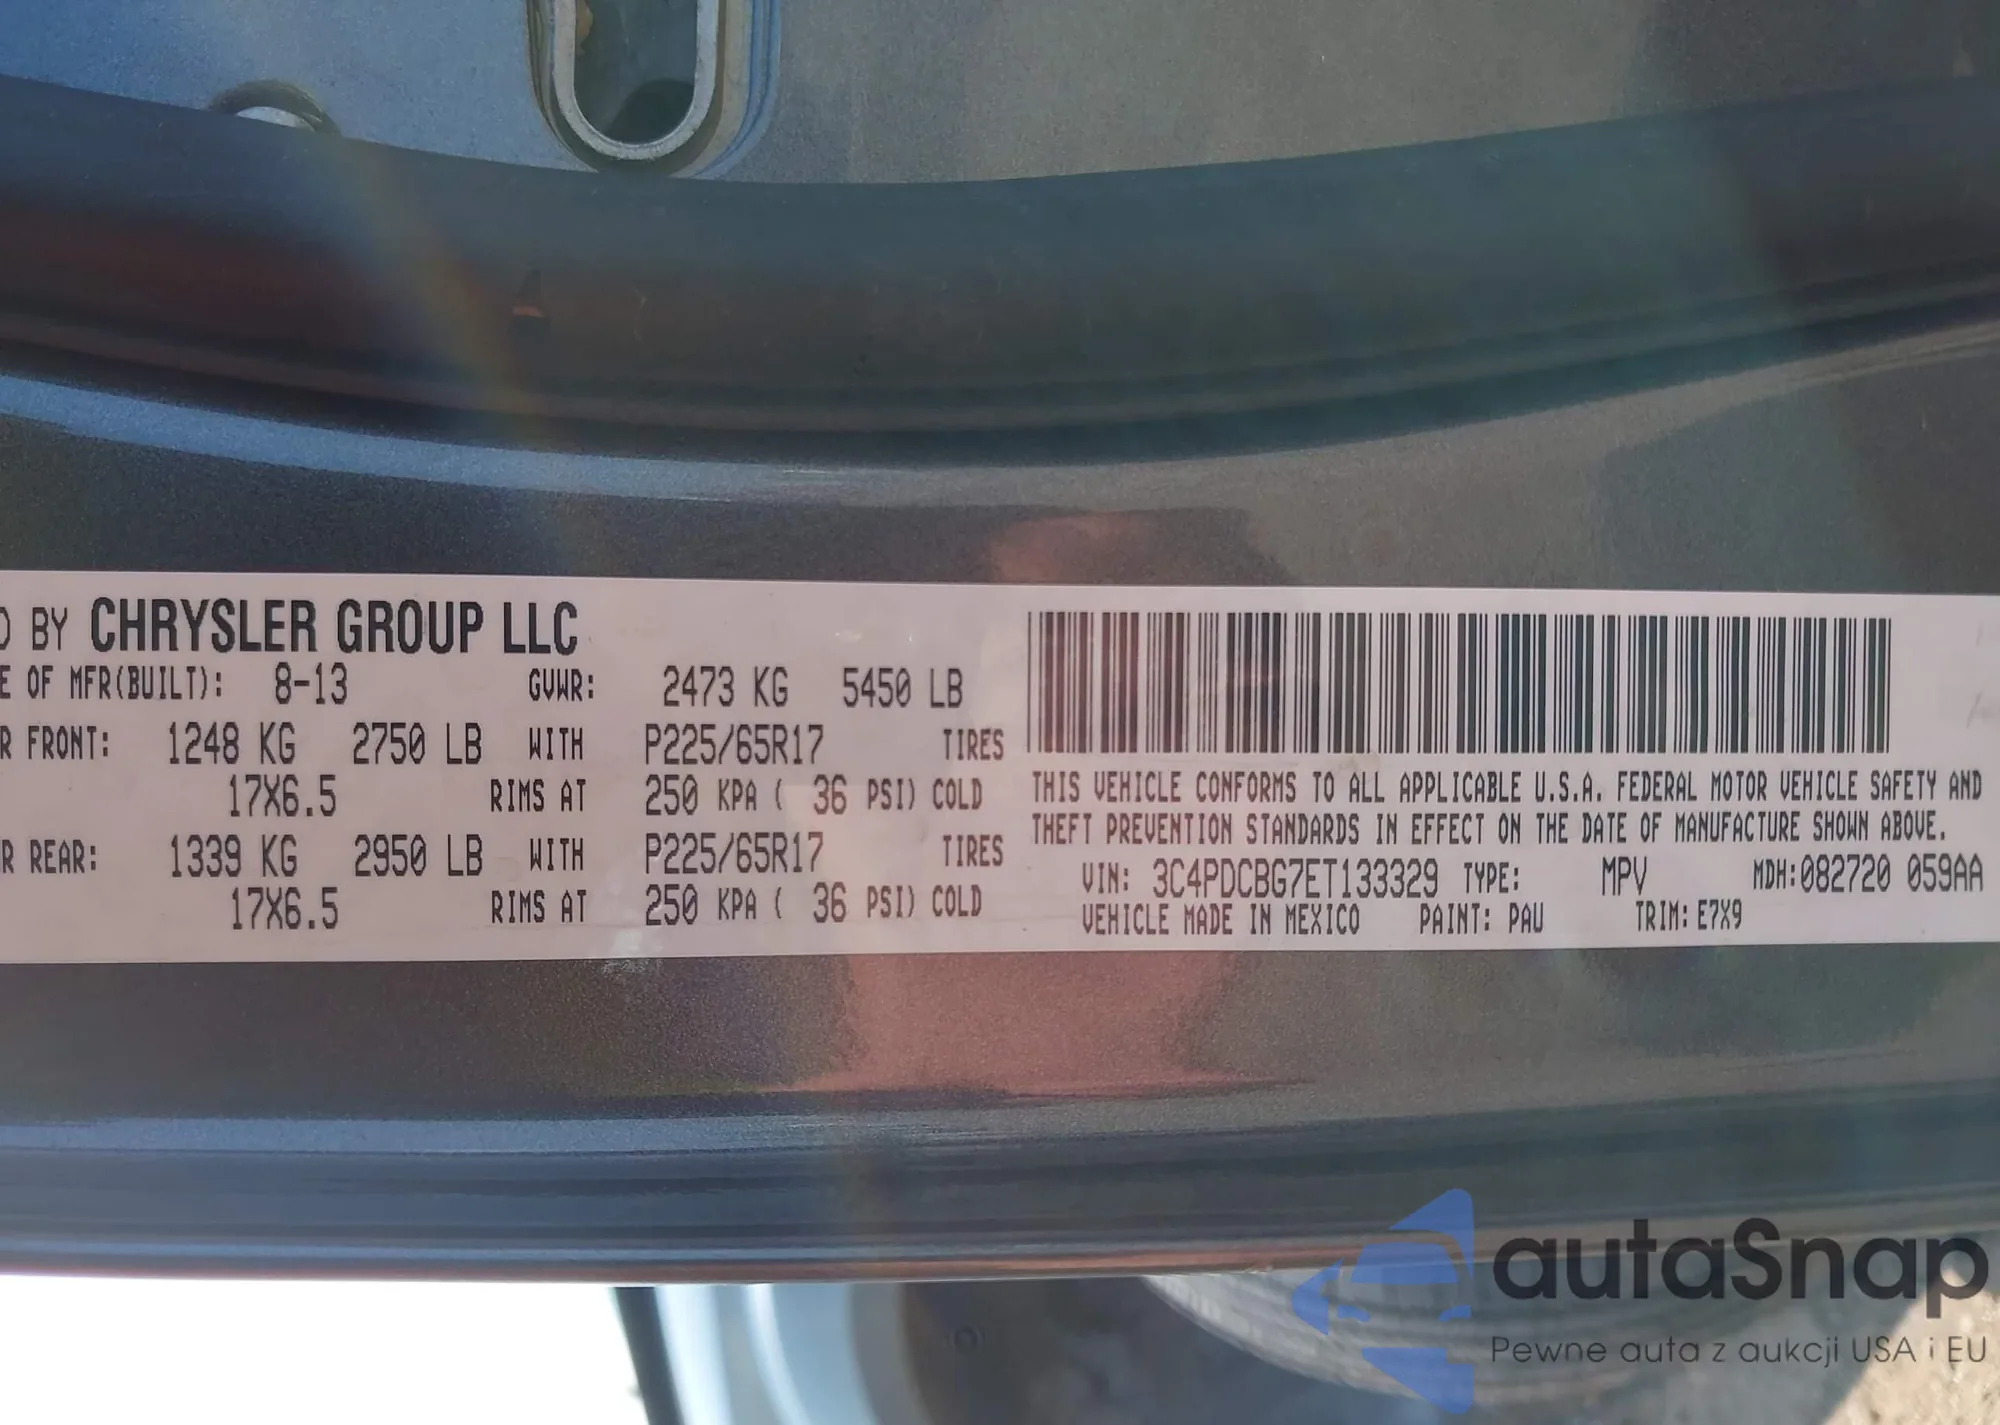 D BY CHRYSLER GROUP LLC
E OF MFR(BUILT): 8-13 GVWR: 2473 KG 5450 LB
R FRONT: 1248 KG 2750 LB WITH P225/65R17 TIRES
17X6.5 RIMS AT 250 KPA ( 36 PSI) COLD
R REAR: 1339 KG 2950 LB WITH P225/65R17 TIRES
17X6.5 RIMS AT 250 KPA ( 36 PSI) COLD
THIS VEHICLE CONFORMS TO ALL APPLICABLE U.S.A. FEDERAL MOTOR VEHICLE SAFETY AND
THEFT PREVENTION STANDARDS IN EFFECT ON THE DATE OF MANUFACTURE SHOWN ABOVE.
VIN: 3C4PDCBG7ET133329 TYPE: MPV MDH:082720 059AA
VEHICLE MADE IN MEXICO PAINT: PAU TRIM: E7X9
autaSnap
Pewne auta z aukcji USA i EU